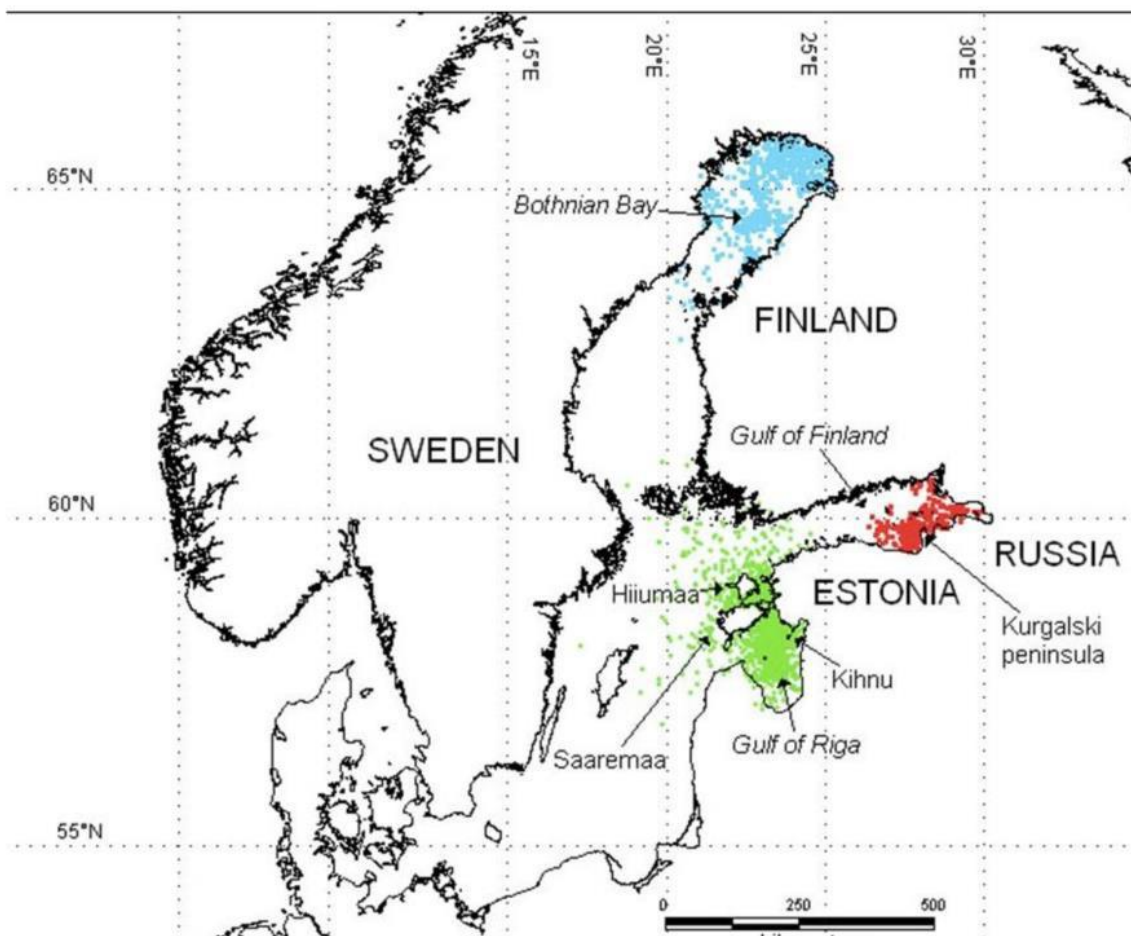 15°E
20°E
25°E
30°E
65°N
Bothnian Bay
FINLAND
Gulf of Finland
SWEDEN
60°N
RUSSIA
Hiiumaa
ESTONIA
Kurgalski
peninsula
Kihnu
Gulf of Riga
Saaremaa
55°N
0
250
500